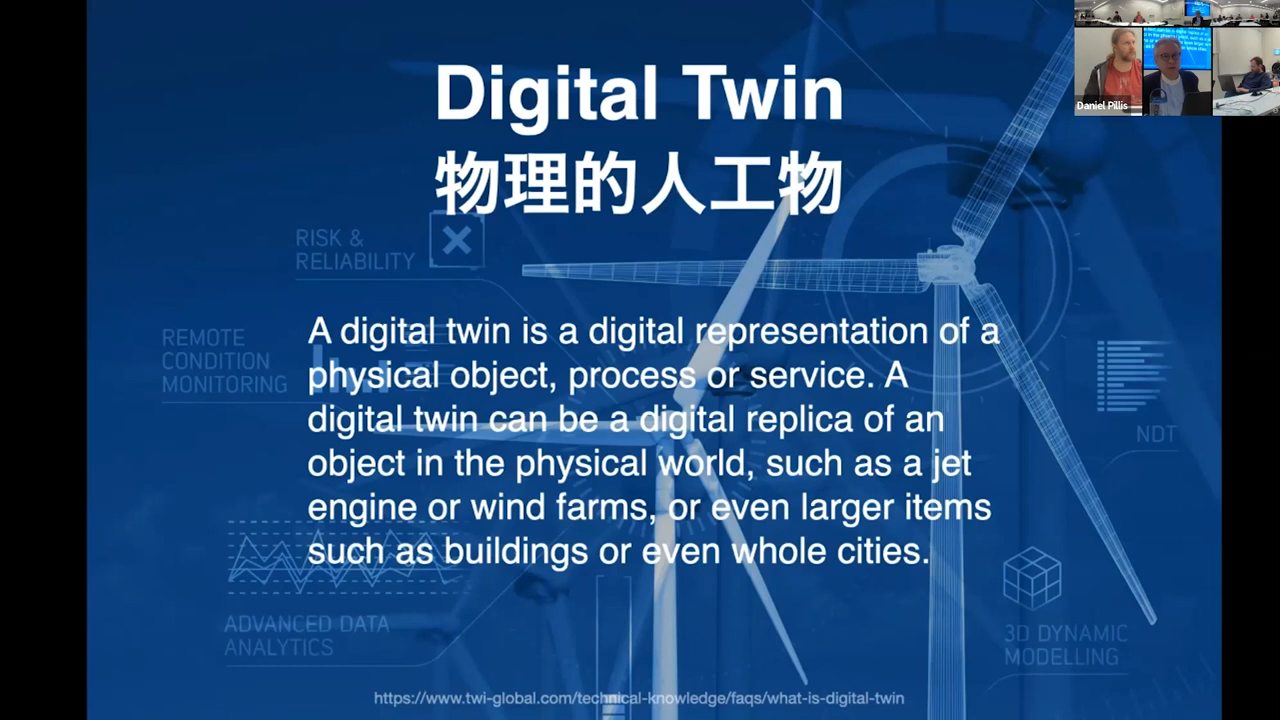 Digital Twin
物理的人工物
RISK &
RELIABILITY
REMOTE
CONDITION
MONITORING
A digital twin is a digital representation of a
physical object, process or service. A
digital twin can be a digital replica of an
object in the physical world, such as a jet
engine or wind farms, or even larger items
such as buildings or even whole cities.
NDT
ADVANCED DATA
ANALYTICS
3D DYNAMIC
MODELLING
https://www.twi-global.com/technical-knowledge/faqs/what-is-digital-twin
Daniel Pillis